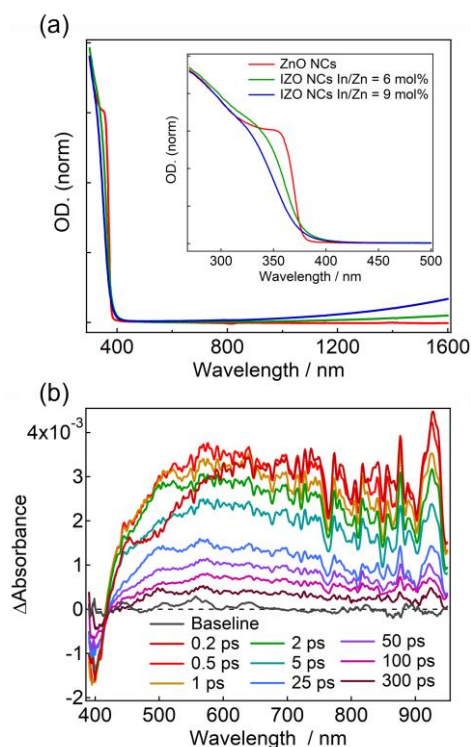 (a)
OD. (norm)
ZnO NCs
IZO NCs In/Zn = 6 mol%
IZO NCs In/Zn = 9 mol%
OD. (norm)
300 400 500
Wavelength / nm
400 800 1200 1600
Wavelength / nm
(b)
ΔAbsorbance
4x10-3
3
2
1
0
-1
-2
Baseline
0.2 ps 2 ps 50 ps
0.5 ps 5 ps 100 ps
1 ps 25 ps 300 ps
400 500 600 700 800 900
Wavelength / nm